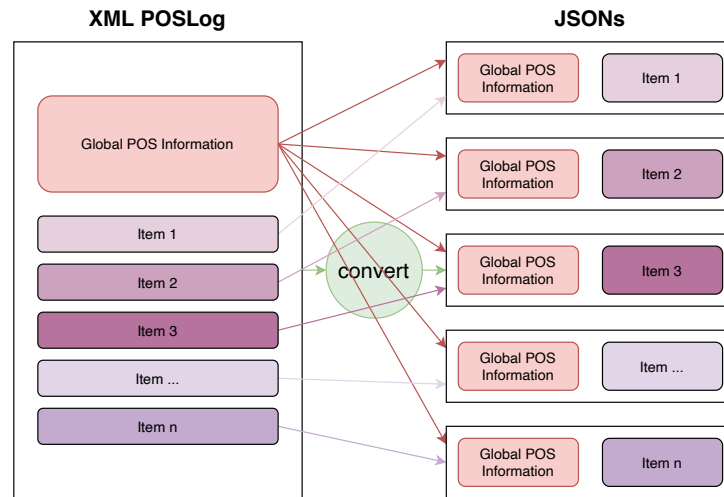 XML POSLog
Global POS Information
Item 1
Item 2
Item 3
Item ...
Item n
convert
JSONs
Global POS
Information
Item 1
Global POS
Information
Item 2
Global POS
Information
Item 3
Global POS
Information
Item ...
Global POS
Information
Item n